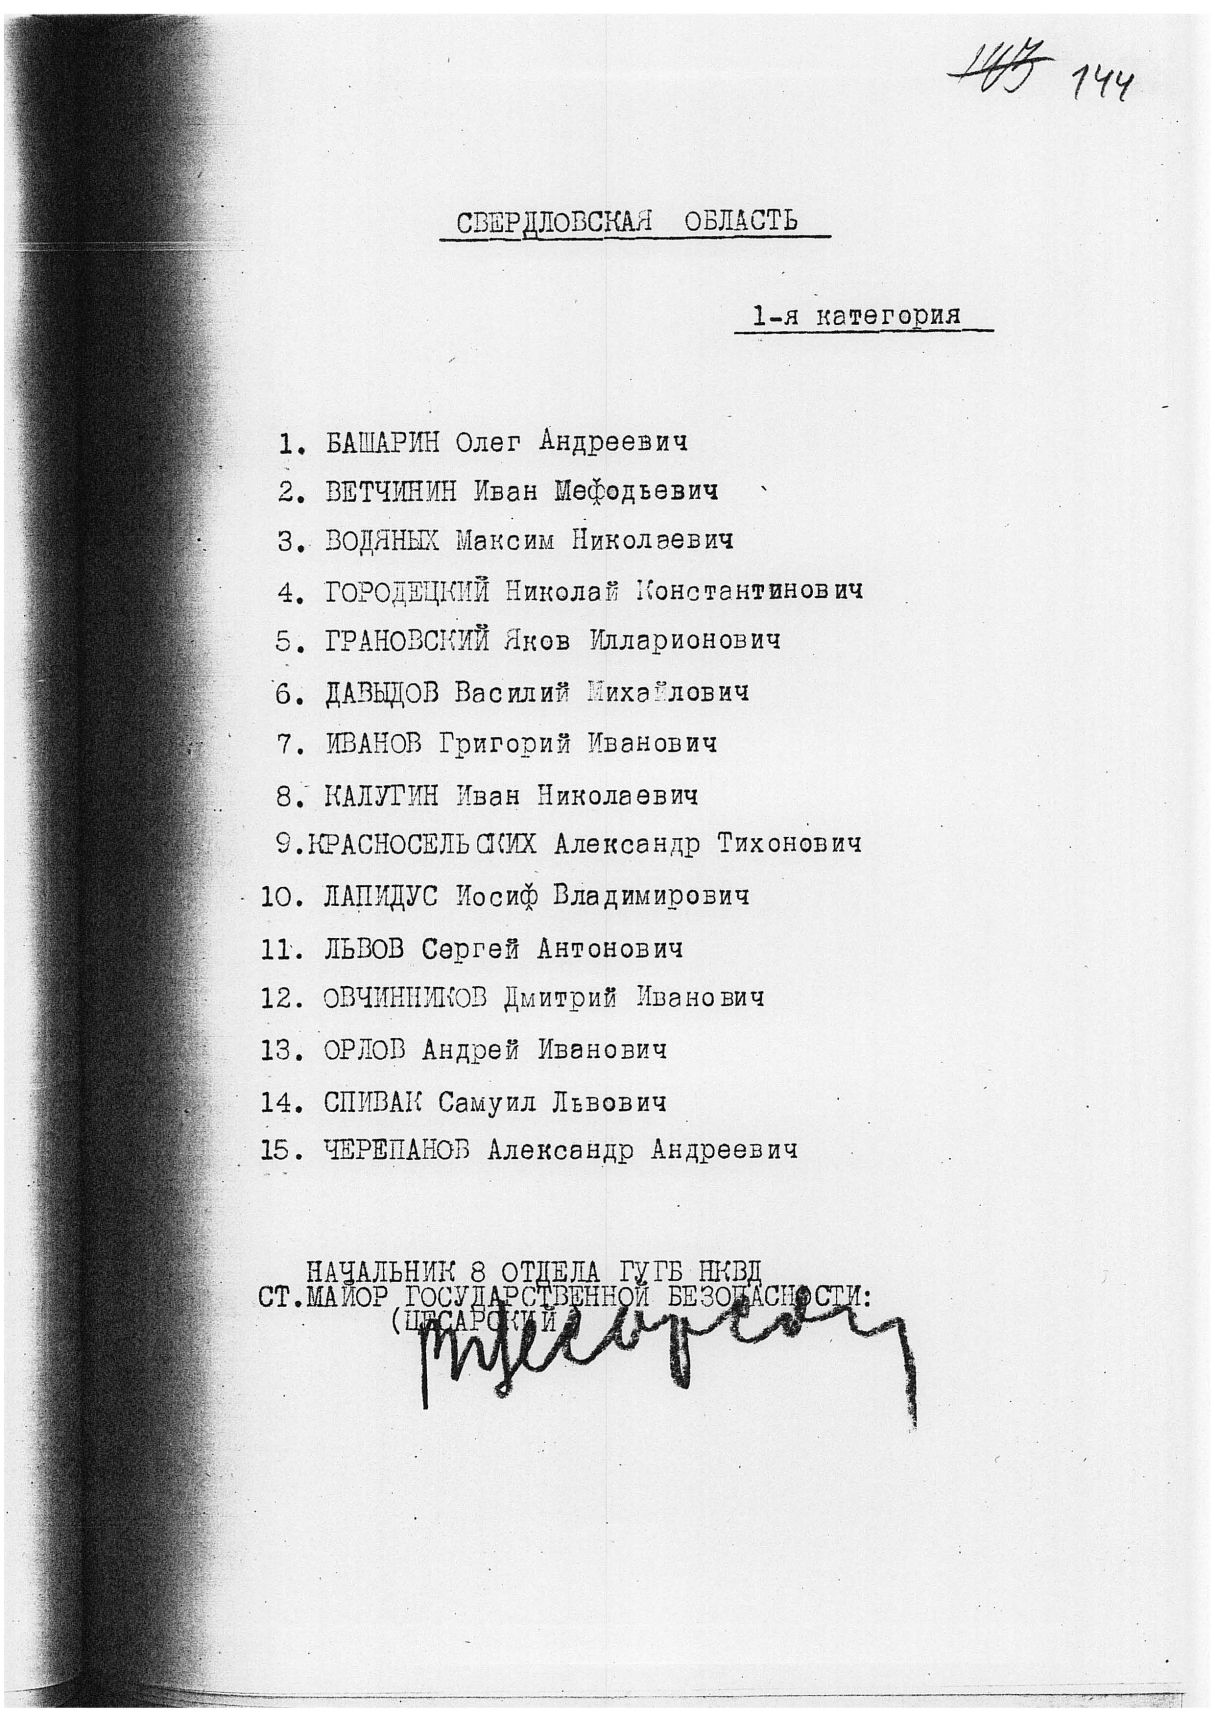 144
СВЕРДЛОВСКАЯ ОБЛАСТЬ
1-я категория
1. БАШАРИН Олег Андреевич
2. ВЕТЧИНИН Иван Мефодьевич
3. ВОДЯНЫХ Максим Николаевич
4. ГОРОДЕЦКИЙ Николай Константинович
5. ГРАНОВСКИЙ Яков Илларионович
6. ДАВЫДОВ Василий Михайлович
7. ИВАНОВ Григорий Иванович
8. КАЛУГИН Иван Николаевич
9.КРАСНОСЕЛЬСКИХ Александр Тихонович
10. ЛАПИДУС Иосиф Владимирович
11. ЛЬВОВ Сергей Антонович
12. ОВЧИННИКОВ Дмитрий Иванович
13. ОРЛОВ Андрей Иванович
14. СПИВАК Самуил Львович
15. ЧЕРЕПАНОВ Александр Андреевич
НАЧАЛЬНИК 8 ОТДЕЛА ГУГБ НКВД
СТ.МАЙОР ГОСУДАРСТВЕННОЙ БЕЗОПАСНОСТИ:
(ЦЕСАРСКИЙ